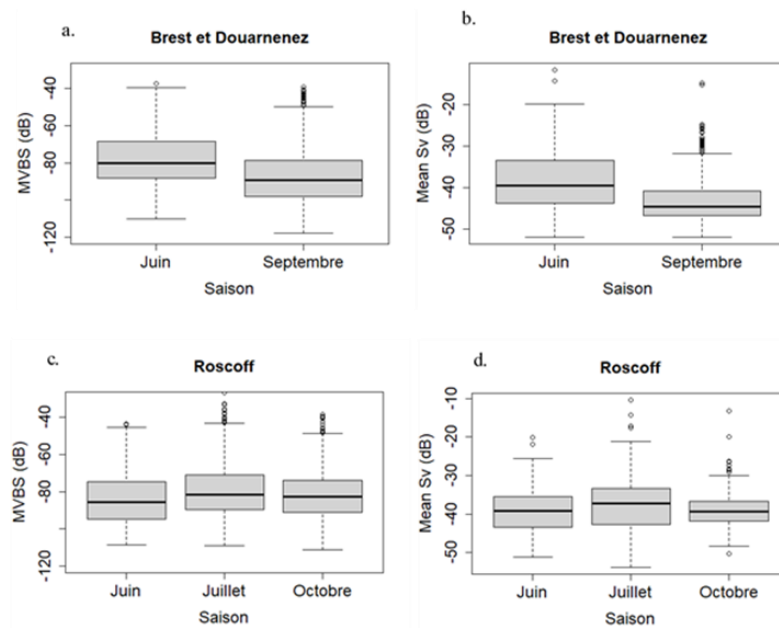 a.
Brest et Douarnenez
MVBS (dB)
-40
-80
-120
Juin
Septembre
Saison
b.
Brest et Douarnenez
Mean Sv (dB)
-20
-30
-40
-50
Juin
Septembre
Saison
c.
Roscoff
MVBS (dB)
-40
-60
-80
-120
Juin
Juillet
Octobre
Saison
d.
Roscoff
Mean Sv (dB)
-10
-20
-30
-40
-50
Juin
Juillet
Octobre
Saison